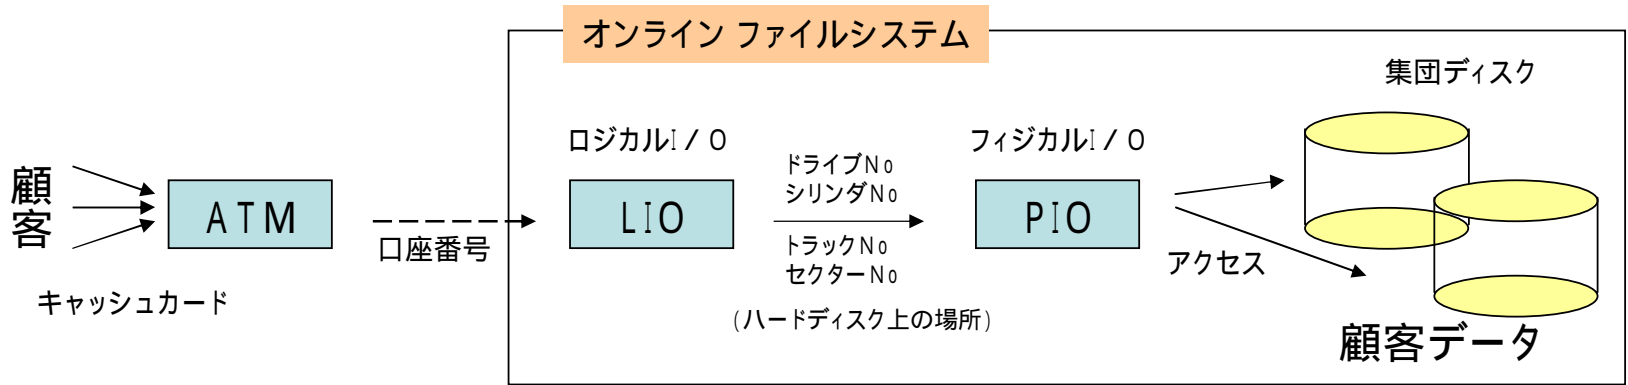 オンライン ファイルシステム
集団ディスク
ロジカルI/O
フィジカルI/O
顧客
ATM
口座番号
LIO
ドライブNo
シリンダNo
トラックNo
セクターNo
(ハードディスク上の場所)
PIO
アクセス
キャッシュカード
顧客データ